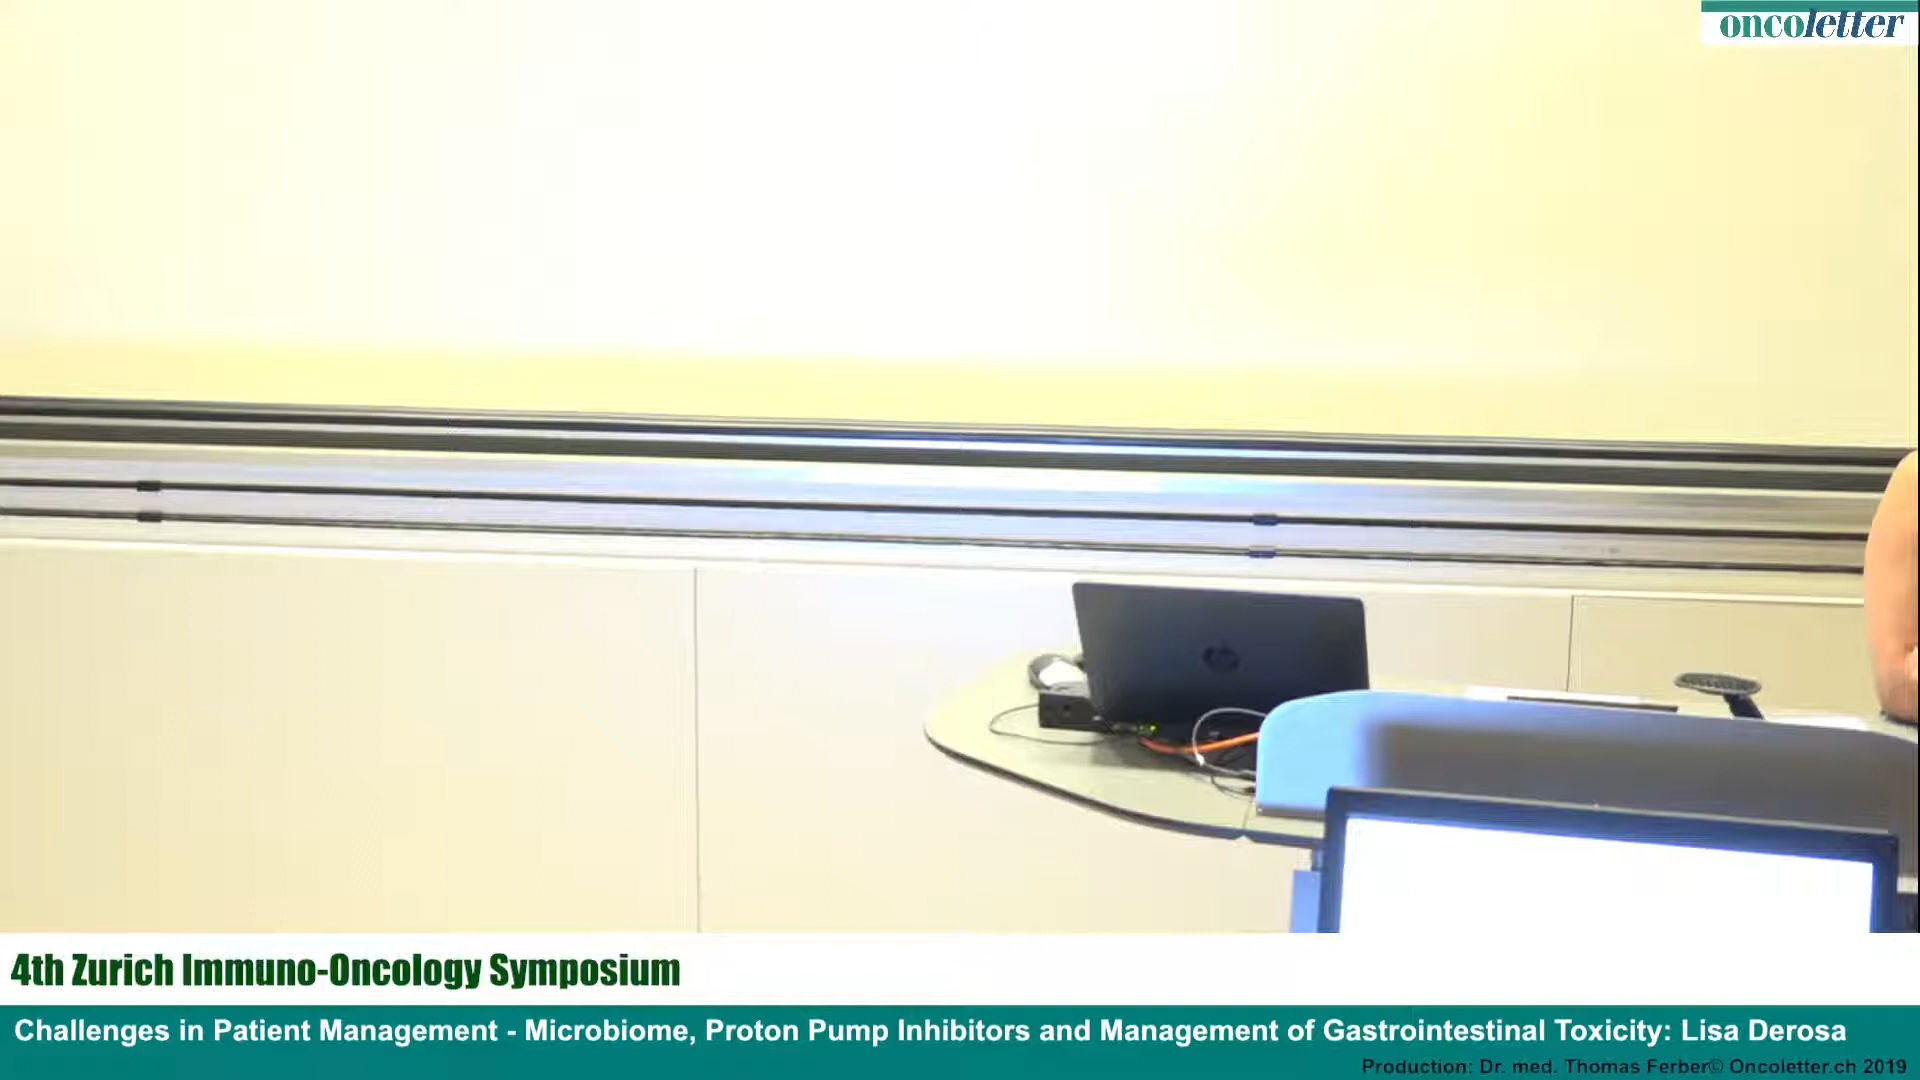 oncoletter
hp
4th Zurich Immuno-Oncology Symposium
Challenges in Patient Management - Microbiome, Proton Pump Inhibitors and Management of Gastrointestinal Toxicity: Lisa Derosa
Production: Dr. med. Thomas Ferber© Oncoletter.ch 2019